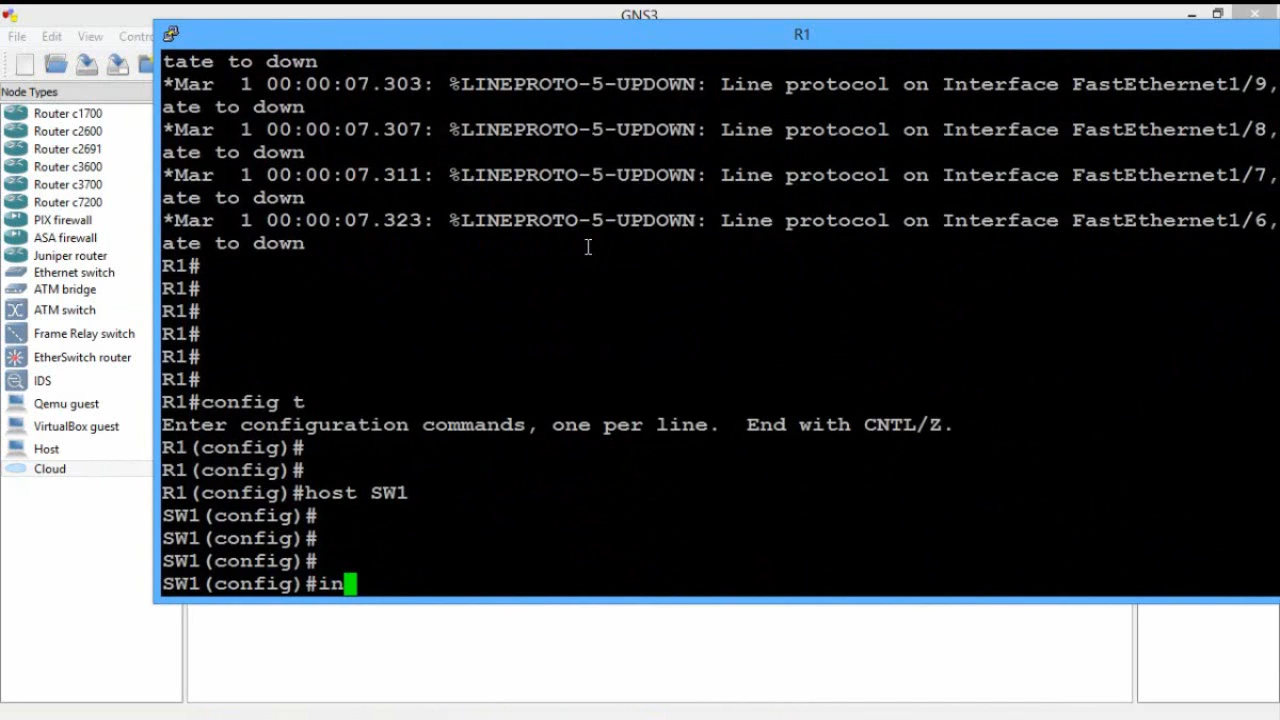 GNS3
R1
File Edit View Contro
Node Types
Router c1700
Router c2600
Router c2691
Router c3600
Router c3700
Router c7200
PIX firewall
ASA firewall
Juniper router
Ethernet switch
ATM bridge
ATM switch
Frame Relay switch
EtherSwitch router
IDS
Qemu guest
VirtualBox guest
Host
Cloud
tate to down
*Mar  1 00:00:07.303: %LINEPROTO-5-UPDOWN: Line protocol on Interface FastEthernet1/9,
ate to down
*Mar  1 00:00:07.307: %LINEPROTO-5-UPDOWN: Line protocol on Interface FastEthernet1/8,
ate to down
*Mar  1 00:00:07.311: %LINEPROTO-5-UPDOWN: Line protocol on Interface FastEthernet1/7,
ate to down
*Mar  1 00:00:07.323: %LINEPROTO-5-UPDOWN: Line protocol on Interface FastEthernet1/6,
ate to down
R1#
R1#
R1#
R1#
R1#
R1#
R1#config t
Enter configuration commands, one per line.  End with CNTL/Z.
R1(config)#
R1(config)#
R1(config)#host SW1
SW1(config)#
SW1(config)#
SW1(config)#
SW1(config)#in